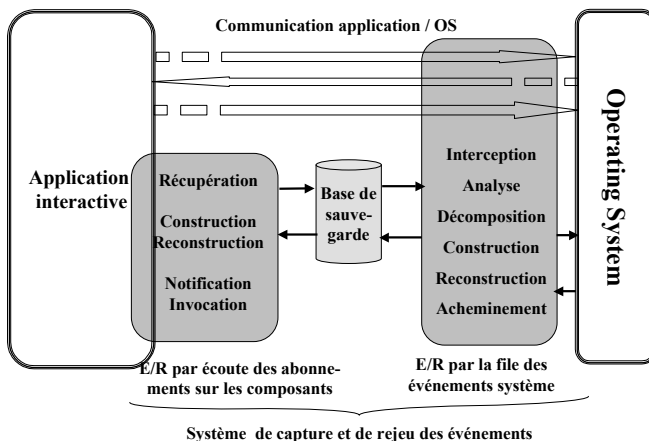 Communication application / OS
Application
interactive
Récupération
Construction
Reconstruction
Notification
Invocation
Base de
sauve-
garde
Interception
Analyse
Décomposition
Construction
Reconstruction
Acheminement
Operating System
E/R par écoute des abonne-
ments sur les composants
E/R par la file des
événements système
Système de capture et de rejeu des événements